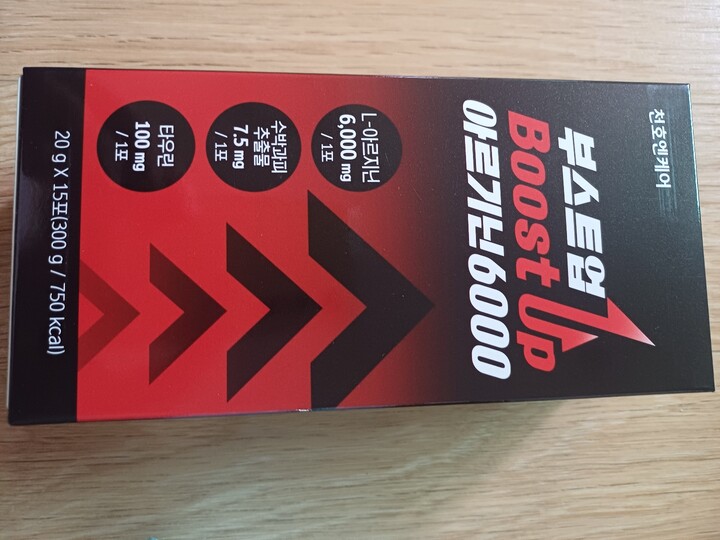 천호엔케어
부스트업
Boost Up
아르기닌6000
L-아르지닌
6,000 mg
/ 1포
수박과피
추출물
7.5 mg
/ 1포
타우린
100 mg
/ 1포
20 g X 15포(300 g / 750 kcal)